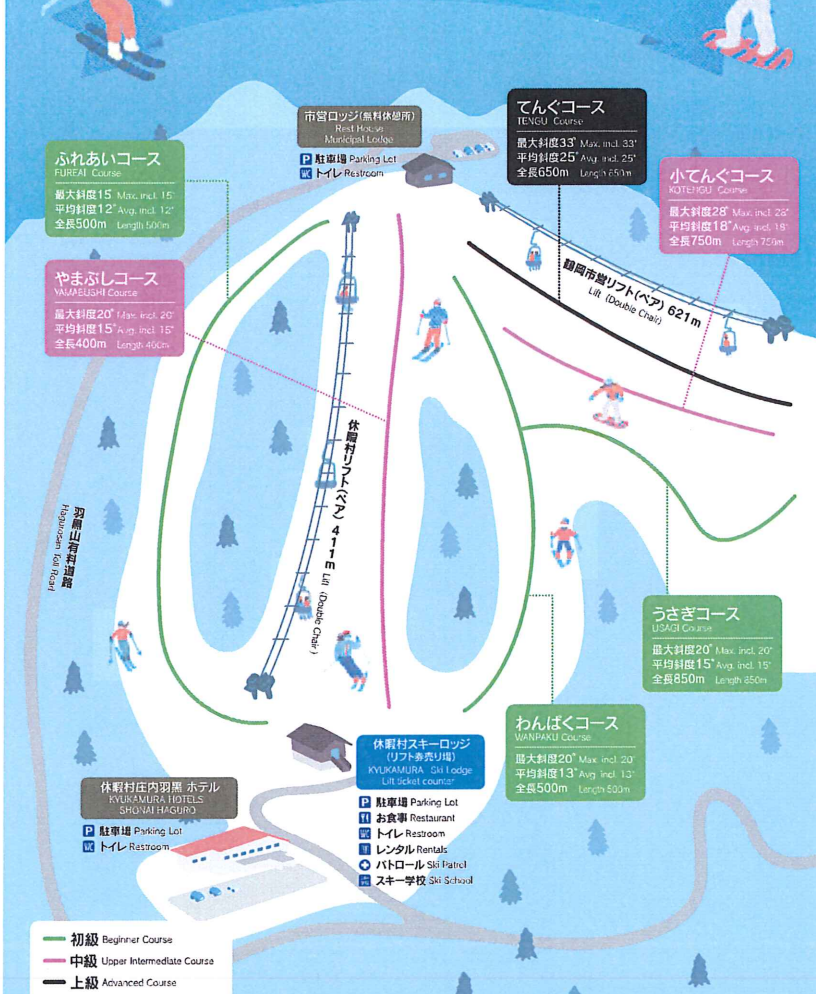 市営ロッジ(無料休憩所)
Rest House
Municipal Lodge
P 駐車場 Parking Lot
WC トイレ Restroom
てんぐコース
TENGU Course
最大斜度33° Max. incl. 33°
平均斜度25° Avg. incl. 25°
全長650m Length 650m
ふれあいコース
FUREAI Course
最大斜度15° Max. incl. 15°
平均斜度12° Avg. incl. 12°
全長500m Length 500m
小てんぐコース
KOTENGU Course
最大斜度28° Max. incl. 28°
平均斜度18° Avg. incl. 18°
全長750m Length 750m
やまぶしコース
YAMABUSHI Course
最大斜度20° Max. incl. 20°
平均斜度15° Avg. incl. 15°
全長400m Length 400m
鶴岡市営リフト(ペア) 621m
Lift (Double Chair)
休暇村リフト(ペア) 411m Lift (Double Chair)
羽黒山有料道路
Hagurosan Toll Road
うさぎコース
USAGI Course
最大斜度20° Max. incl. 20°
平均斜度15° Avg. incl. 15°
全長850m Length 850m
わんぱくコース
WANPAKU Course
最大斜度20° Max. incl. 20°
平均斜度13° Avg. incl. 13°
全長500m Length 500m
休暇村スキーロッジ
(リフト券売り場)
KYUKAMURA Ski Lodge
Lift ticket counter
P 駐車場 Parking Lot
お食事 Restaurant
WC トイレ Restroom
レンタル Rentals
パトロール Ski Patrol
スキー学校 Ski School
休暇村庄内羽黒 ホテル
KYUKAMURA HOTELS
SHONAI HAGURO
P 駐車場 Parking Lot
WC トイレ Restroom
初級 Beginner Course
中級 Upper Intermediate Course
上級 Advanced Course